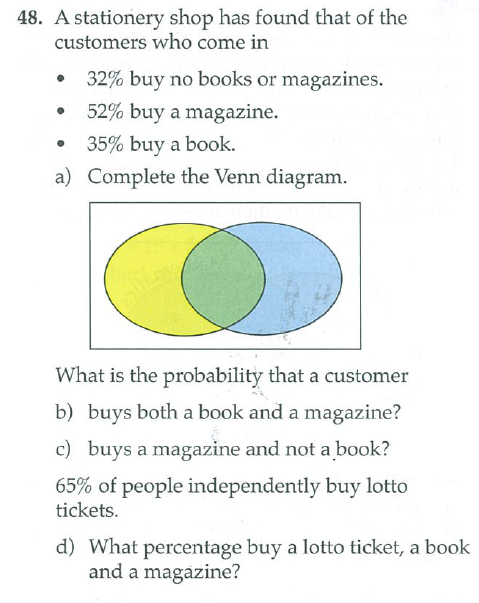 48. A stationery shop has found that of the
customers who come in
• 32% buy no books or magazines.
• 52% buy a magazine.
• 35% buy a book.
a) Complete the Venn diagram.
What is the probability that a customer
b) buys both a book and a magazine?
c) buys a magazine and not a book?
65% of people independently buy lotto
tickets.
d) What percentage buy a lotto ticket, a book
and a magazine?